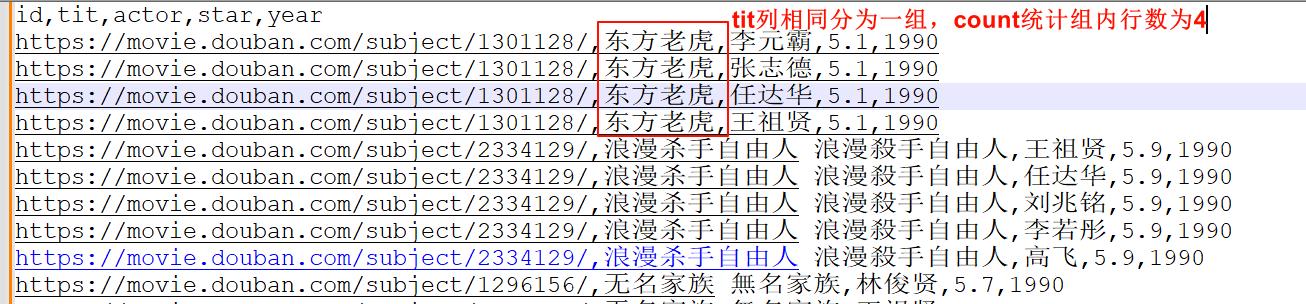 id,tit,actor,star,year
tit列相同分为一组，count统计组内行数为4
https://movie.douban.com/subject/1301128/,东方老虎,李元霸,5.1,1990
https://movie.douban.com/subject/1301128/,东方老虎,张志德,5.1,1990
https://movie.douban.com/subject/1301128/,东方老虎,任达华,5.1,1990
https://movie.douban.com/subject/1301128/,东方老虎,王祖贤,5.1,1990
https://movie.douban.com/subject/2334129/,浪漫杀手自由人 浪漫殺手自由人,王祖贤,5.9,1990
https://movie.douban.com/subject/2334129/,浪漫杀手自由人 浪漫殺手自由人,任达华,5.9,1990
https://movie.douban.com/subject/2334129/,浪漫杀手自由人 浪漫殺手自由人,刘兆铭,5.9,1990
https://movie.douban.com/subject/2334129/,浪漫杀手自由人 浪漫殺手自由人,李若彤,5.9,1990
https://movie.douban.com/subject/2334129/,浪漫杀手自由人 浪漫殺手自由人,高飞,5.9,1990
https://movie.douban.com/subject/1296156/,无名家族 無名家族,林俊贤,5.7,1990